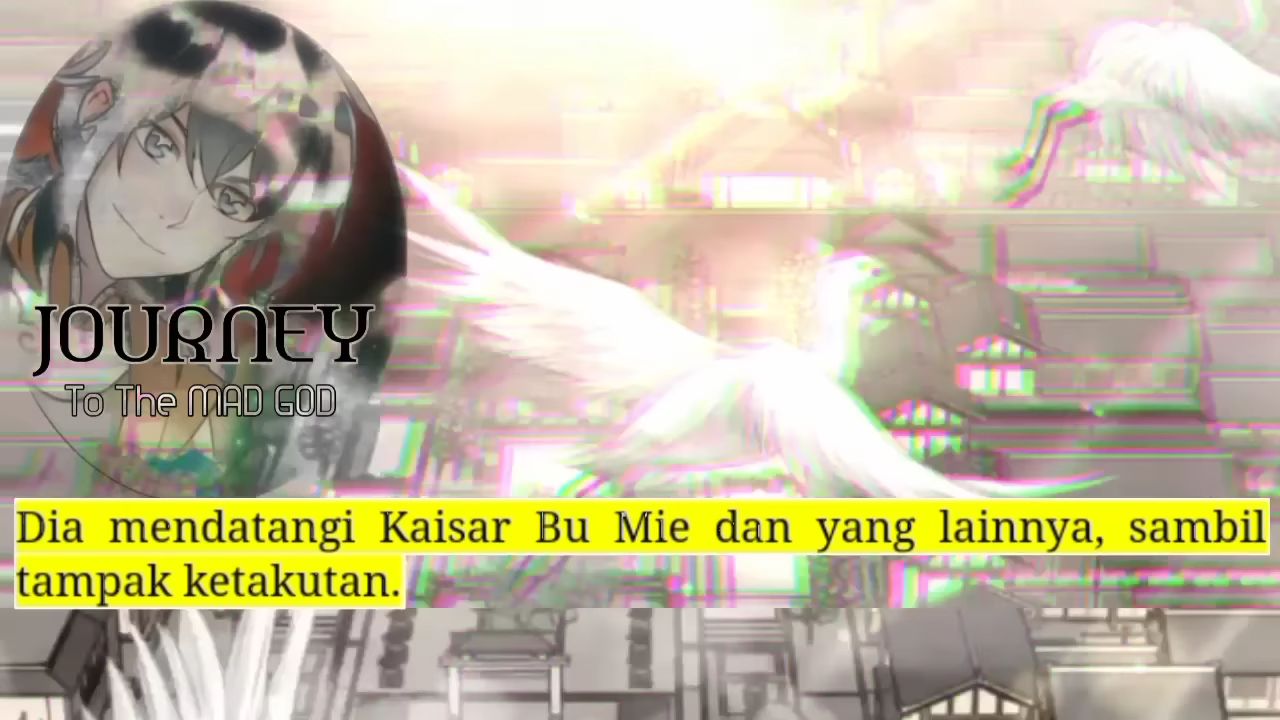 JOURNEY
To The MAD GOD
Dia mendatangi Kaisar Bu Mie dan yang lainnya, sambil
tampak ketakutan.